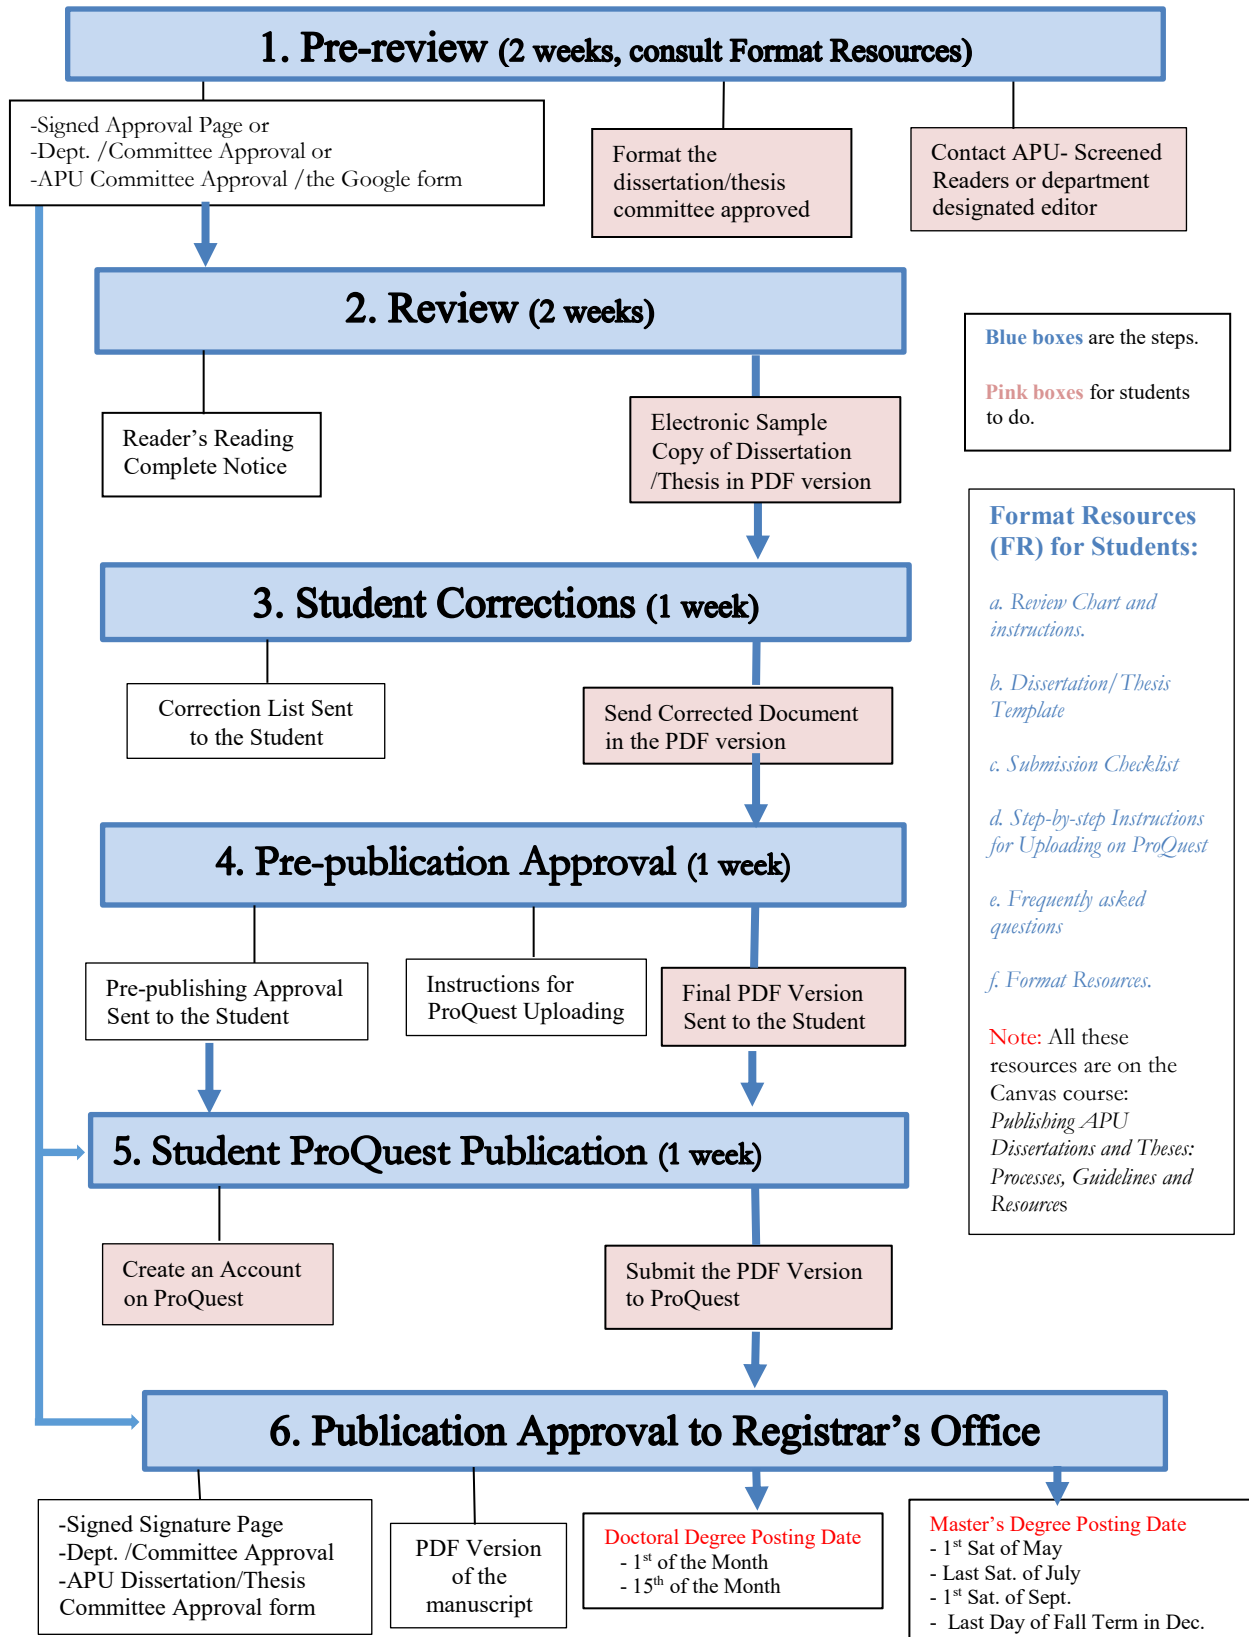 1. Pre-review (2 weeks, consult Format Resources)
-Signed Approval Page or
-Dept. /Committee Approval or
-APU Committee Approval /the Google form
Format the
dissertation/thesis
committee approved
Contact APU- Screened
Readers or department
designated editor
2. Review (2 weeks)
Reader's Reading
Complete Notice
Electronic Sample
Copy of Dissertation
/Thesis in PDF version
Blue boxes are the steps.
Pink boxes for students
to do.
3. Student Corrections (1 week)
Correction List Sent
to the Student
Send Corrected Document
in the PDF version
4. Pre-publication Approval (1 week)
Pre-publishing Approval
Sent to the Student
Instructions for
ProQuest Uploading
Final PDF Version
Sent to the Student
Format Resources
(FR) for Students:
a. Review Chart and
instructions.
b. Dissertation/Thesis
Template
c. Submission Checklist
d. Step-by-step Instructions
for Uploading on ProQuest
e. Frequently asked
questions
f. Format Resources.
Note: All these
resources are on the
Canvas course:
Publishing APU
Dissertations and Theses:
Processes, Guidelines and
Resources
5. Student ProQuest Publication (1 week)
Create an Account
on ProQuest
Submit the PDF Version
to ProQuest
6. Publication Approval to Registrar's Office
-Signed Signature Page
-Dept. /Committee Approval
-APU Dissertation/Thesis
Committee Approval form
PDF Version
of the
manuscript
Doctoral Degree Posting Date
- 1st of the Month
- 15th of the Month
Master's Degree Posting Date
- 1st Sat of May
- Last Sat. of July
- 1st Sat. of Sept.
- Last Day of Fall Term in Dec.